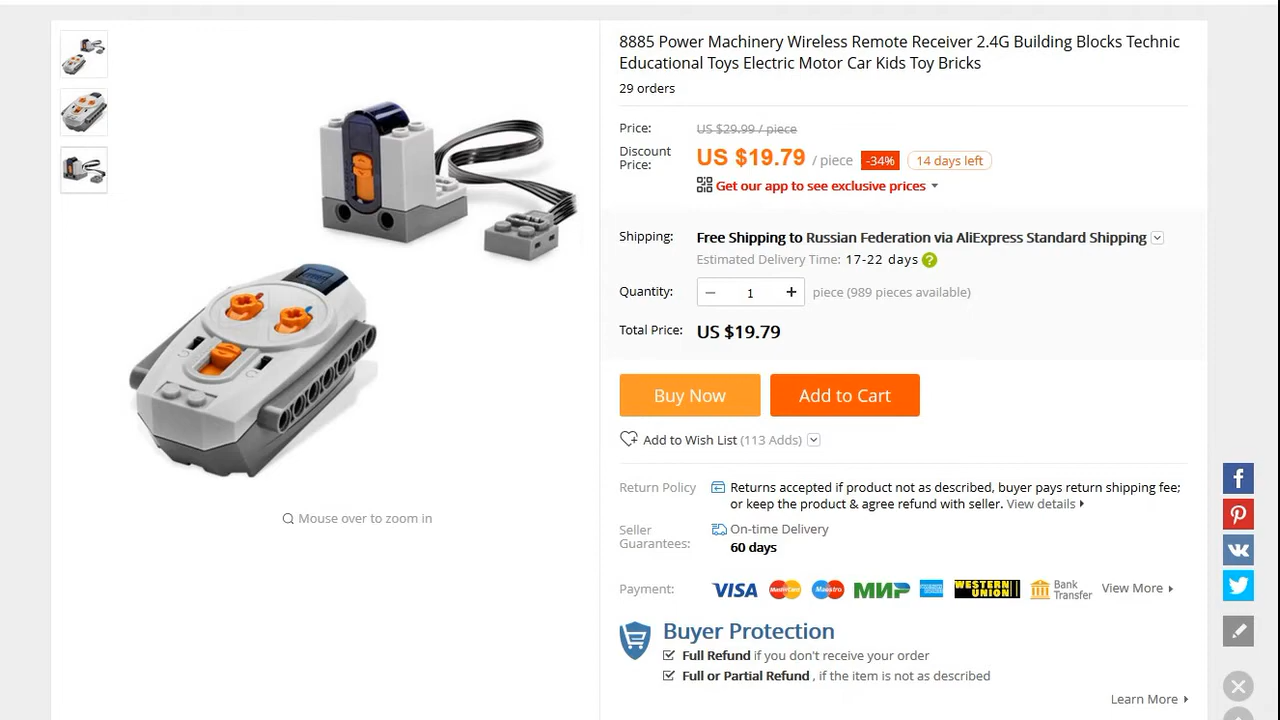 8885 Power Machinery Wireless Remote Receiver 2.4G Building Blocks Technic
Educational Toys Electric Motor Car Kids Toy Bricks
29 orders
Price: US $29.99 / piece
Discount
Price: US $19.79 / piece -34% 14 days left
Get our app to see exclusive prices
Shipping: Free Shipping to Russian Federation via AliExpress Standard Shipping
Estimated Delivery Time: 17-22 days ?
Quantity: − 1 + piece (989 pieces available)
Total Price: US $19.79
Buy Now Add to Cart
Add to Wish List (113 Adds)
Return Policy Returns accepted if product not as described, buyer pays return shipping fee;
or keep the product & agree refund with seller. View details
Seller
Guarantees: On-time Delivery
60 days
Mouse over to zoom in
Payment: VISA MasterCard Maestro МИР WESTERN UNION Bank Transfer View More
Buyer Protection
Full Refund if you don't receive your order
Full or Partial Refund , if the item is not as described
Learn More